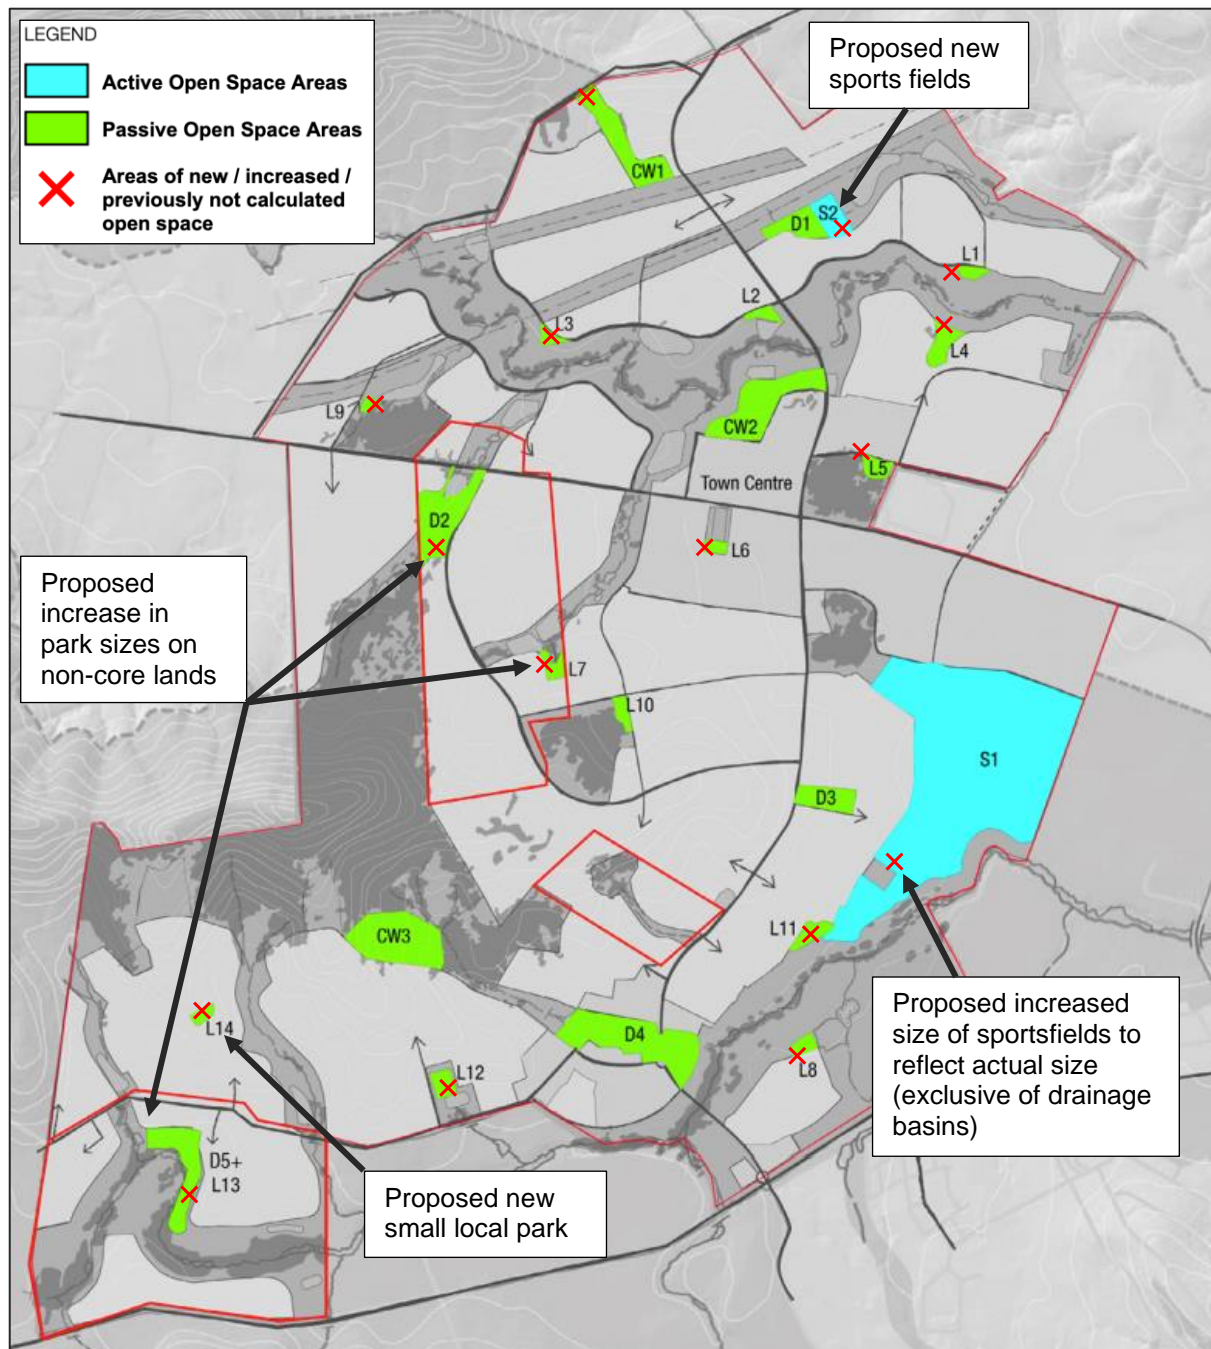 LEGEND
Active Open Space Areas
Passive Open Space Areas
Areas of new / increased /
previously not calculated
open space
Proposed new
sports fields
CW1
S2
D1
L1
L2
L3
L4
L9
CW2
L5
Town Centre
D2
L6
Proposed
increase in
park sizes on
non-core lands
L7
L10
S1
D3
L11
CW3
Proposed increased
size of sportsfields to
reflect actual size
(exclusive of drainage
basins)
L14
D4
L8
L12
D5+
L13
Proposed new
small local park